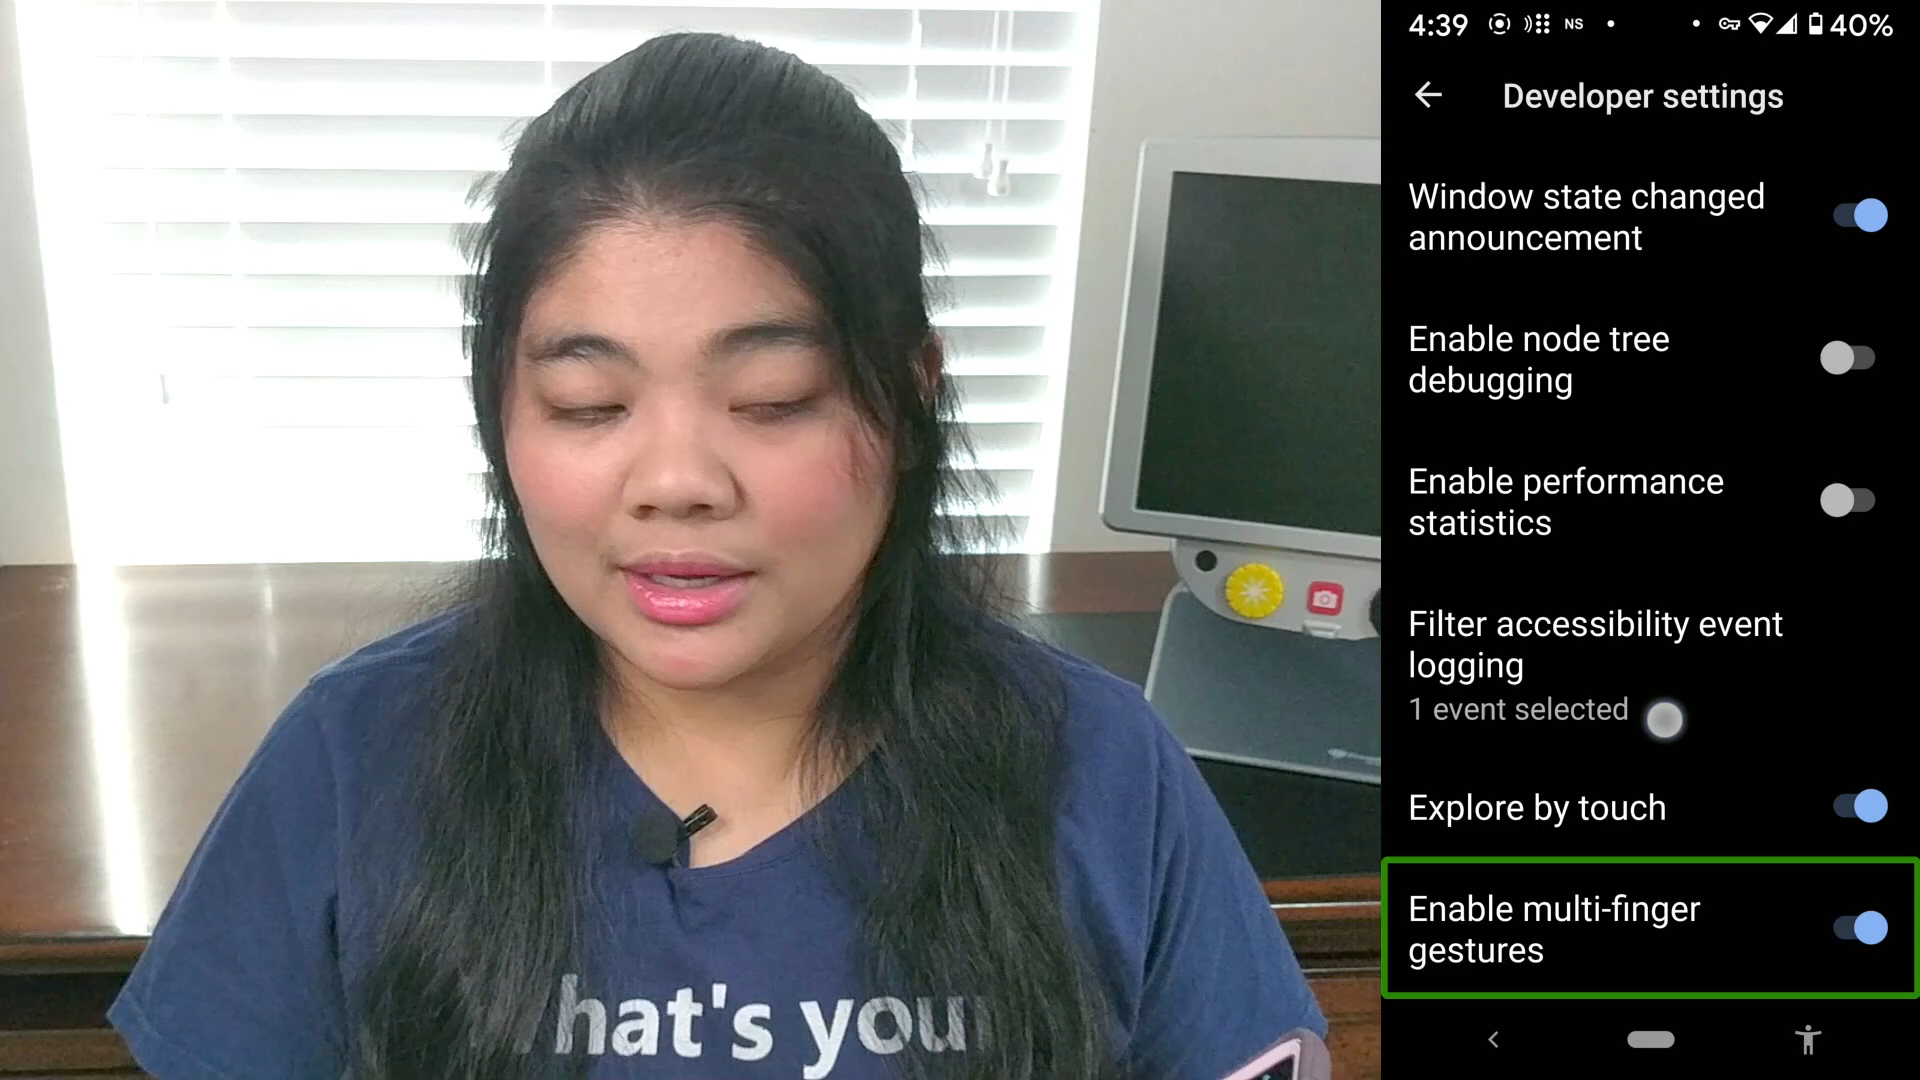 hat's you
4:39 NS 40%
Developer settings
Window state changed
announcement
Enable node tree
debugging
Enable performance
statistics
Filter accessibility event
logging
1 event selected
Explore by touch
Enable multi-finger
gestures